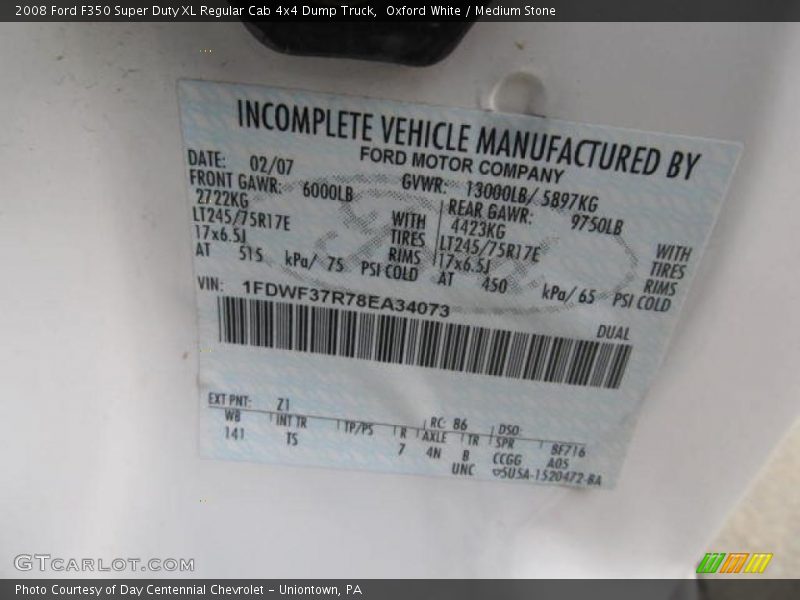 2008 Ford F350 Super Duty XL Regular Cab 4x4 Dump Truck,  Oxford White / Medium Stone
INCOMPLETE VEHICLE MANUFACTURED BY
FORD MOTOR COMPANY
DATE: 02/07
GVWR: 13000LB/ 5897KG
FRONT GAWR: 6000LB
REAR GAWR: 9750LB
2722KG
4423KG
LT245/75R17E
WITH TIRES
LT245/75R17E
WITH TIRES
17x6.5J
RIMS
17x6.5J
RIMS
AT 515 kPa/ 75 PSI COLD
AT 450 kPa/ 65 PSI COLD
VIN: 1FDWF37R78EA34073
DUAL
EXT PNT: Z1
RC: 86
DSO:
WB
INT TR
TP/PS
R
AXLE
TR
SPR
8F716
141
TS
7
4N
B
CCGG
A05
UNC
5USA-1520472-BA
GTCARLOT.COM
Photo Courtesy of Day Centennial Chevrolet – Uniontown, PA